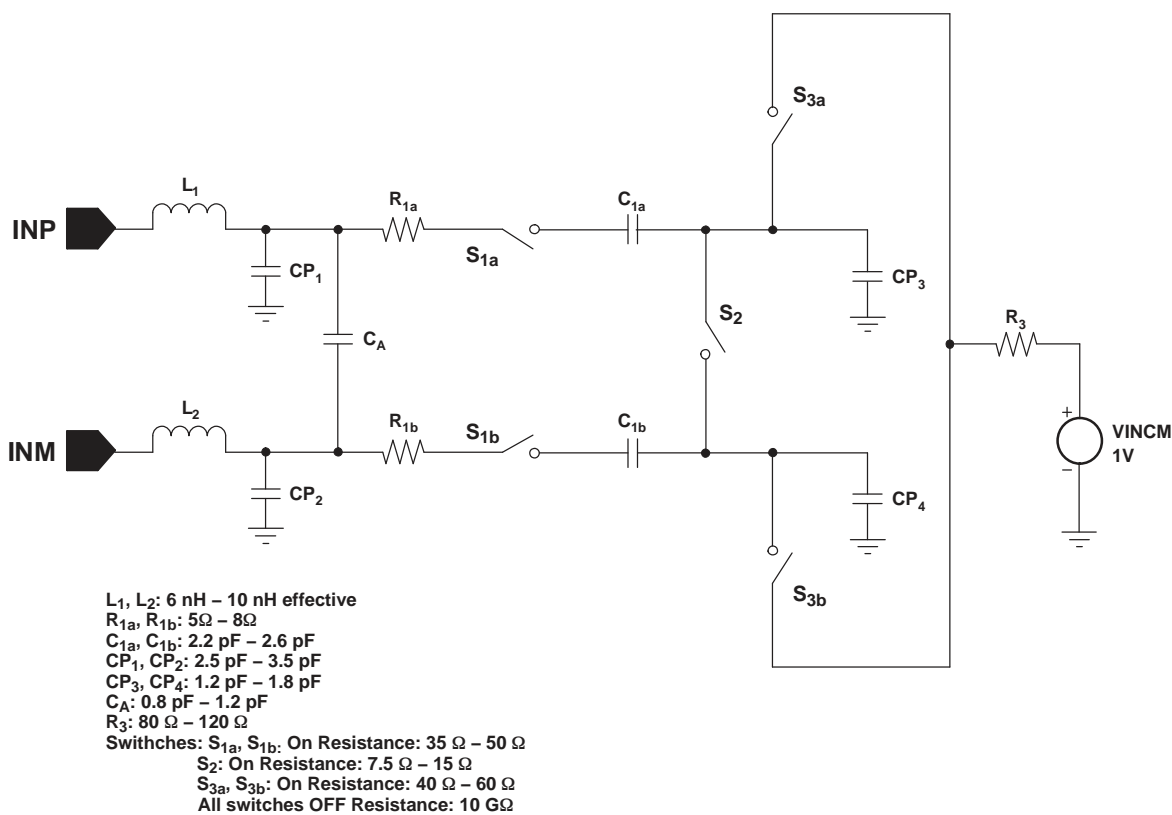 S3a
L1
R1a
C1a
INP
S1a
CP1
CP3
S2
R3
CA
L2
R1b
S1b
C1b
+
VINCM
1V
–
INM
CP2
CP4
S3b
L1, L2: 6 nH – 10 nH effective
R1a, R1b: 5Ω – 8Ω
C1a, C1b: 2.2 pF – 2.6 pF
CP1, CP2: 2.5 pF – 3.5 pF
CP3, CP4: 1.2 pF – 1.8 pF
CA: 0.8 pF – 1.2 pF
R3: 80 Ω – 120 Ω
Swithches: S1a, S1b: On Resistance: 35 Ω – 50 Ω
S2: On Resistance: 7.5 Ω – 15 Ω
S3a, S3b: On Resistance: 40 Ω – 60 Ω
All switches OFF Resistance: 10 GΩ